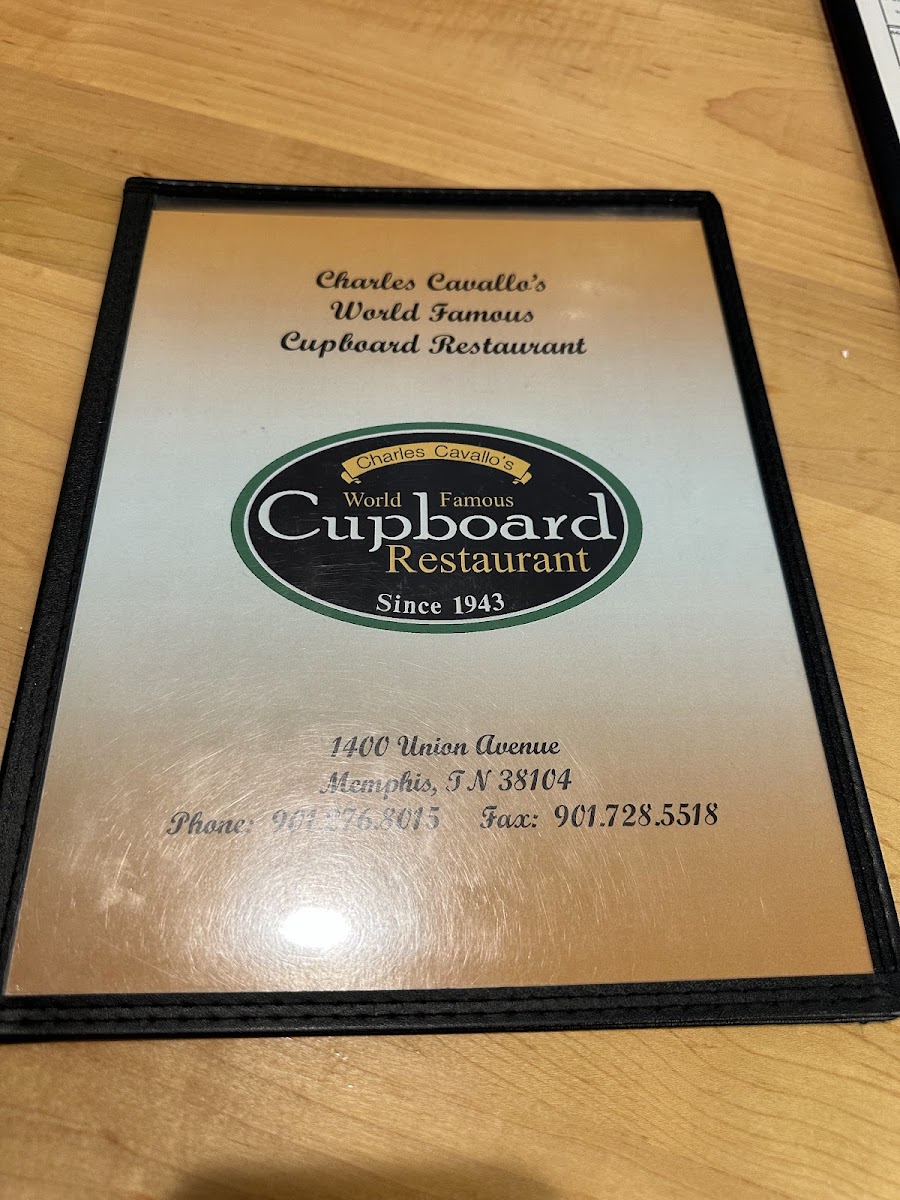 Charles Cavallo's
World Famous
Cupboard Restaurant
Charles Cavallo's
World Famous
Cupboard
Restaurant
Since 1943
1400 Union Avenue
Memphis, TN 38104
Phone: 901.276.8015 Fax: 901.728.5518